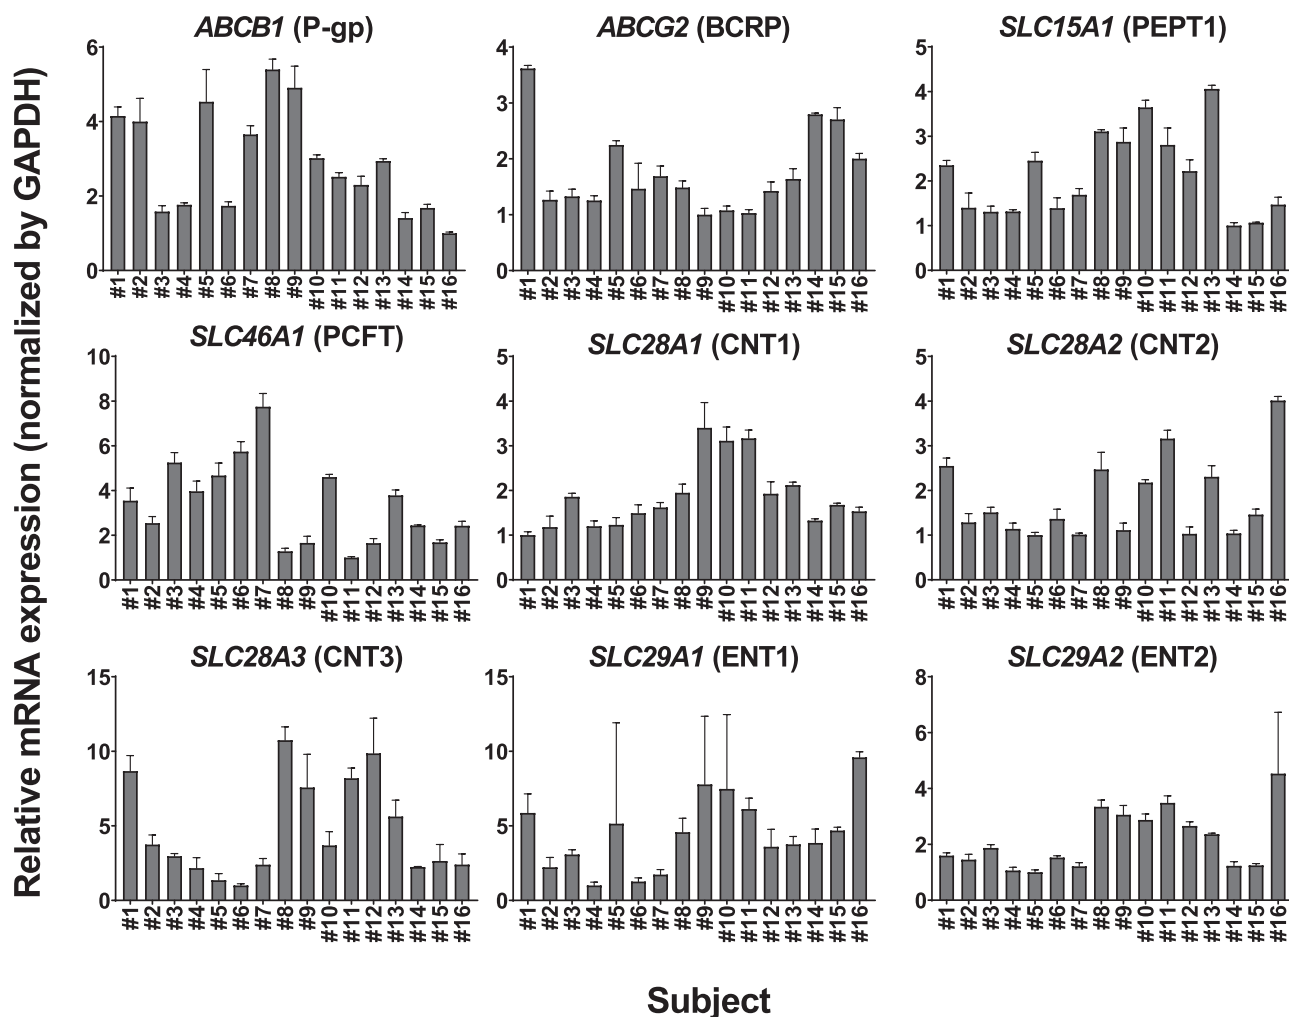 Relative mRNA expression (normalized by GAPDH)
ABCB1 (P-gp)
6
4
2
0
#1 #2 #3 #4 #5 #6 #7 #8 #9 #10 #11 #12 #13 #14 #15 #16
ABCG2 (BCRP)
4
3
2
1
0
#1 #2 #3 #4 #5 #6 #7 #8 #9 #10 #11 #12 #13 #14 #15 #16
SLC15A1 (PEPT1)
5
4
3
2
1
0
#1 #2 #3 #4 #5 #6 #7 #8 #9 #10 #11 #12 #13 #14 #15 #16
SLC46A1 (PCFT)
10
8
6
4
2
0
#1 #2 #3 #4 #5 #6 #7 #8 #9 #10 #11 #12 #13 #14 #15 #16
SLC28A1 (CNT1)
5
4
3
2
1
0
#1 #2 #3 #4 #5 #6 #7 #8 #9 #10 #11 #12 #13 #14 #15 #16
SLC28A2 (CNT2)
5
4
3
2
1
0
#1 #2 #3 #4 #5 #6 #7 #8 #9 #10 #11 #12 #13 #14 #15 #16
SLC28A3 (CNT3)
15
10
5
0
#1 #2 #3 #4 #5 #6 #7 #8 #9 #10 #11 #12 #13 #14 #15 #16
SLC29A1 (ENT1)
15
10
5
0
#1 #2 #3 #4 #5 #6 #7 #8 #9 #10 #11 #12 #13 #14 #15 #16
SLC29A2 (ENT2)
8
6
4
2
0
#1 #2 #3 #4 #5 #6 #7 #8 #9 #10 #11 #12 #13 #14 #15 #16
Subject